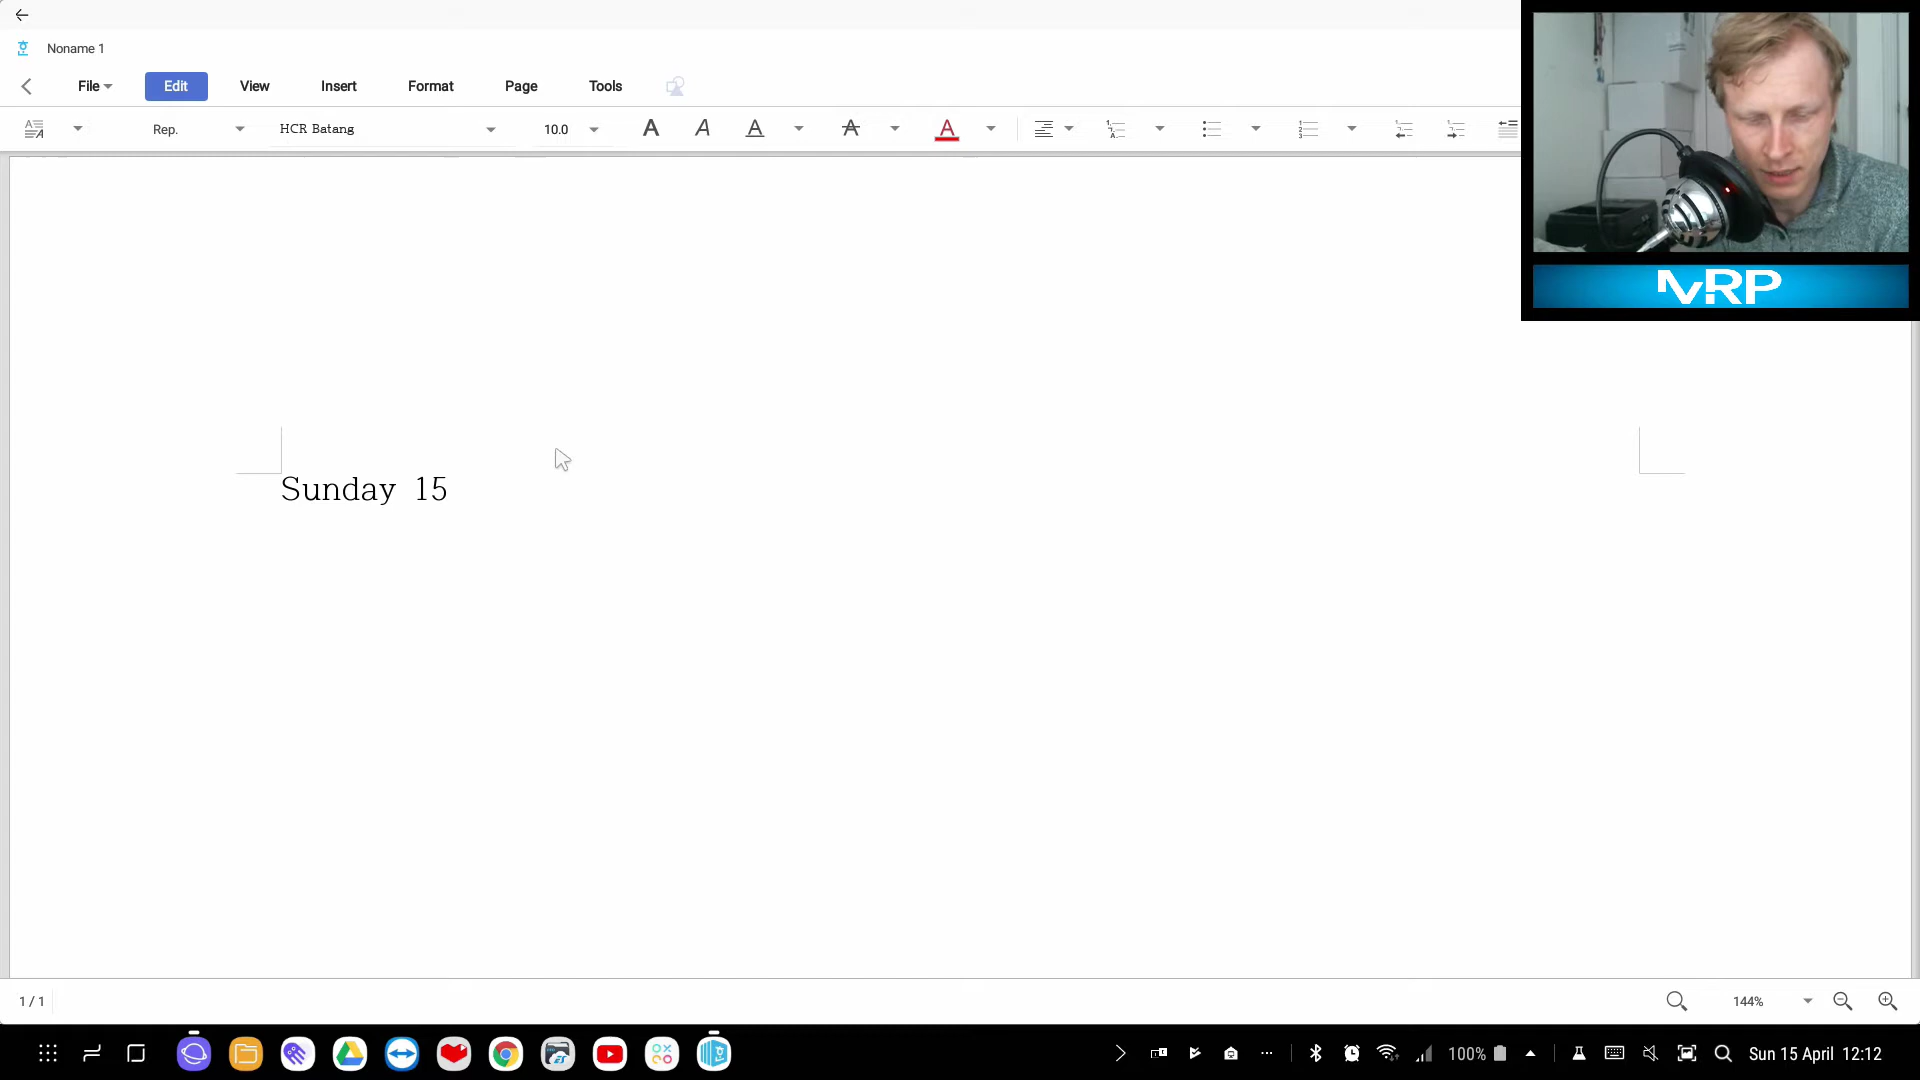 Noname 1
File Edit View Insert Format Page Tools
Rep. HCR Batang 10.0
MRP
Sunday 15
1 / 1
144%
100% Sun 15 April 12:12